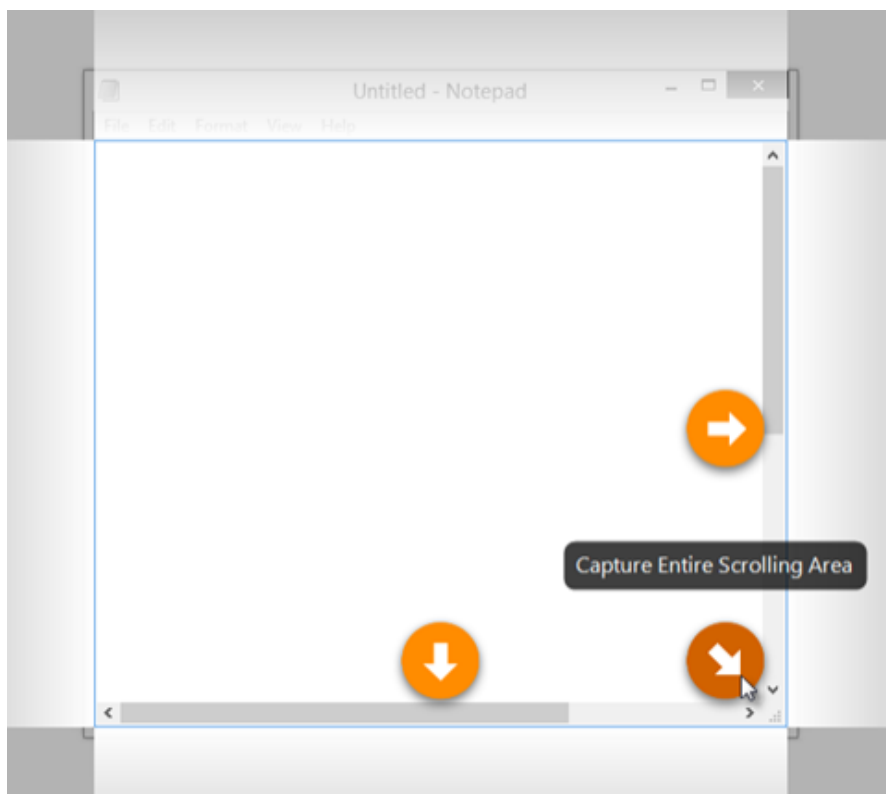 Untitled - Notepad
File Edit Format View Help
Capture Entire Scrolling Area